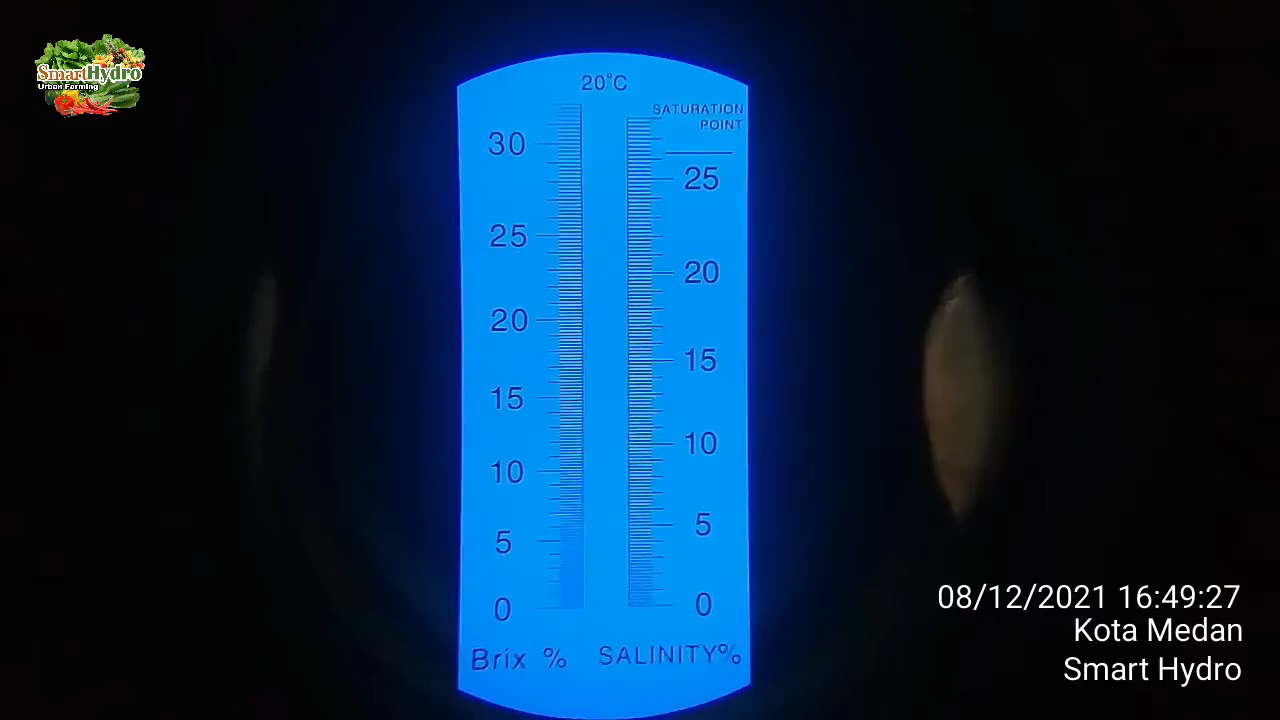 SmartHydro
Urban Farming
20°C
SATURATION
POINT
30
25
25
20
20
15
15
10
10
5
5
0
0
Brix %
SALINITY%
08/12/2021 16:49:27
Kota Medan
Smart Hydro